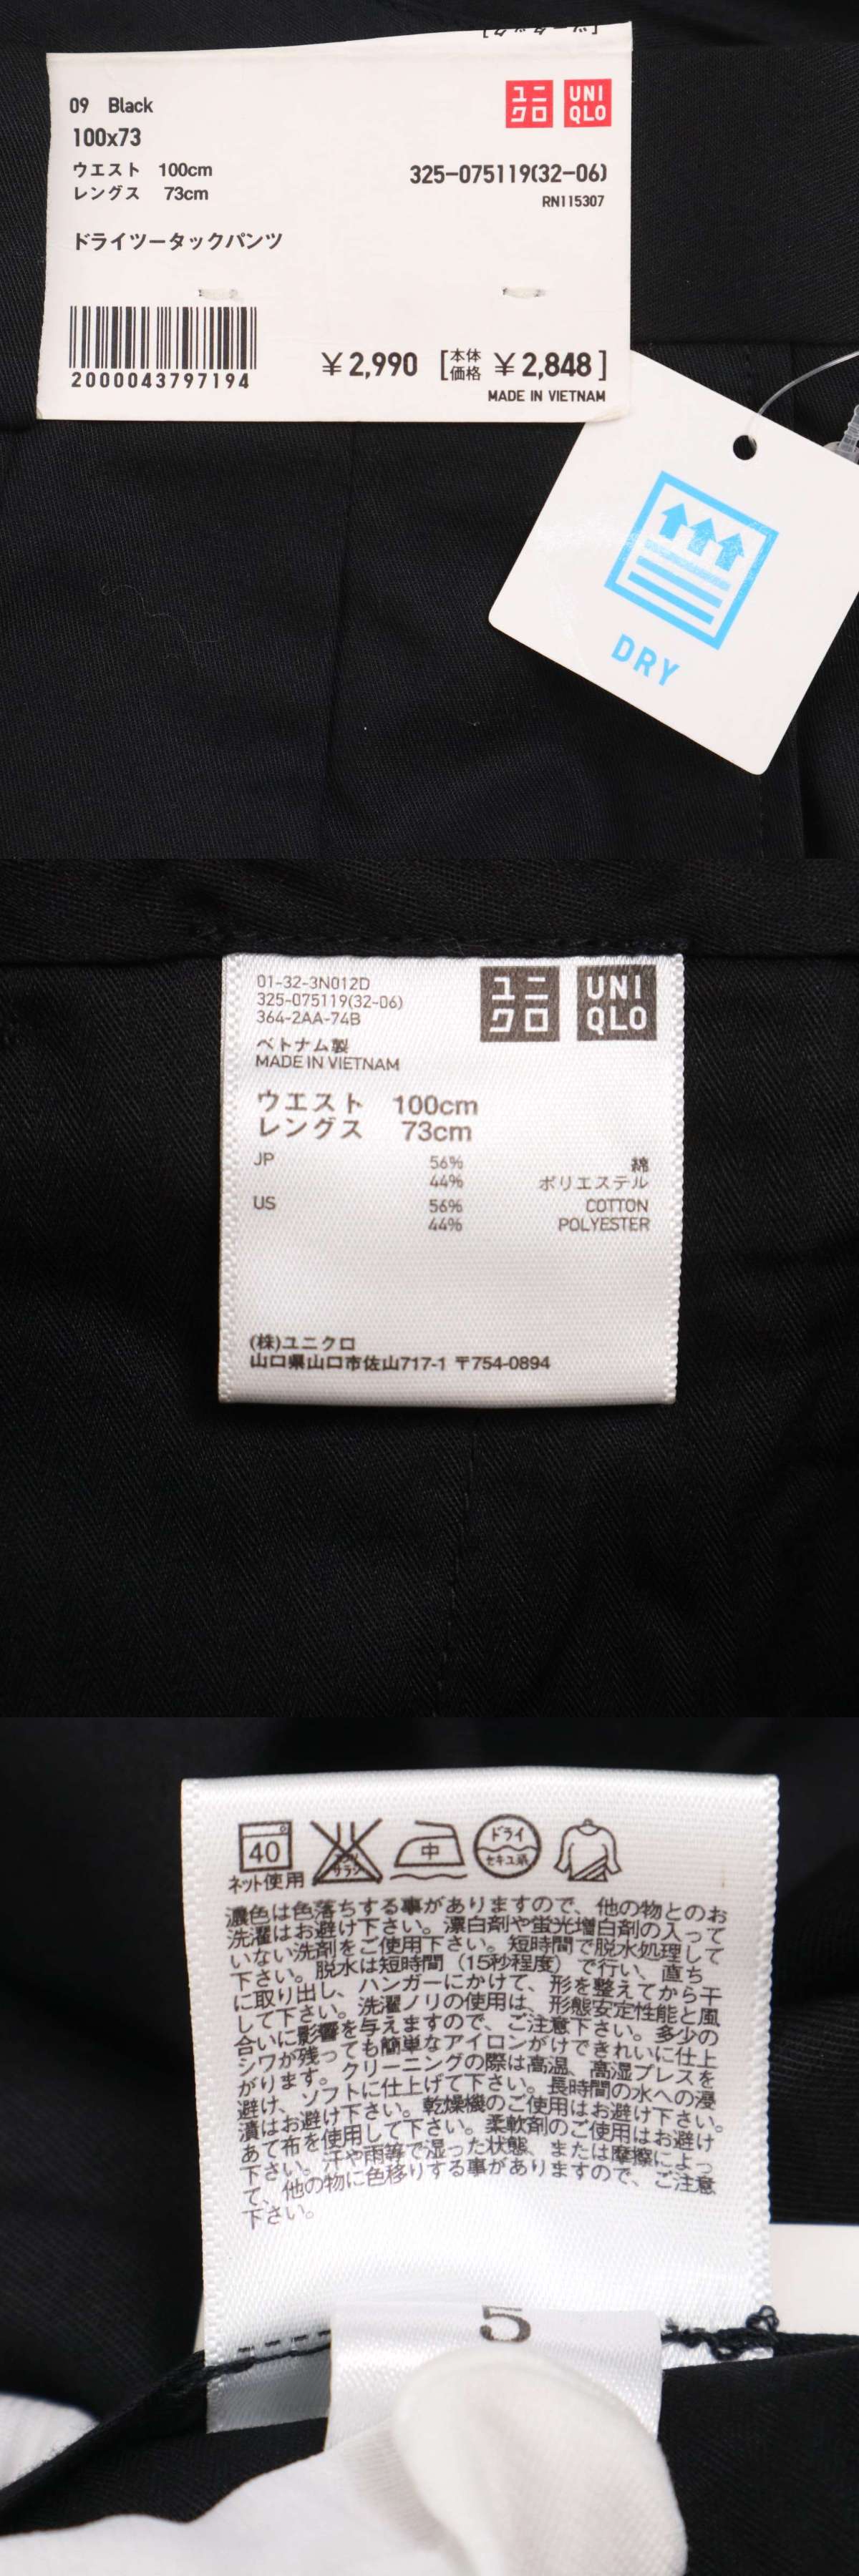 [ツータック]
09 Black
100x73
ウエスト 100cm
レングス 73cm
ユニクロ
UNIQLO
325-075119(32-06)
RN115307
ドライツータックパンツ
2000043797194
¥2,990 [本体価格 ¥2,848]
MADE IN VIETNAM
DRY
01-32-3N012D
325-075119(32-06)
364-2AA-74B
ユニクロ
UNIQLO
ベトナム製
MADE IN VIETNAM
ウエスト 100cm
レングス 73cm
JP 56% 綿
44% ポリエステル
US 56% COTTON
44% POLYESTER
(株)ユニクロ
山口県山口市佐山717-1 〒754-0894
40
ネット使用
エンソサラシ
中
ドライ
セキユ系
濃色は色落ちする事がありますので、他の物とのお
洗濯はお避け下さい。漂白剤や蛍光増白剤の入って
いない洗剤をご使用下さい。短時間で脱水処理して
下さい。脱水は短時間(15秒程度)で行い、直ち
に取り出し、ハンガーにかけて、形を整えてから干
して下さい。洗濯ノリの使用は、形態安定性能と風
合いに影響を与えますので、ご注意下さい。多少の
シワが残っても簡単なアイロンがけできれいに仕上
がります。クリーニングの際は高温、高湿プレスを
避け、ソフトに仕上げて下さい。長時間の水への浸
漬はお避け下さい。乾燥機のご使用はお避け下さい。
あて布を使用して下さい。柔軟剤のご使用はお避け
下さい。汗や雨等で湿った状態、または摩擦によっ
て、他の物に色移りする事がありますので、ご注意
下さい。
5